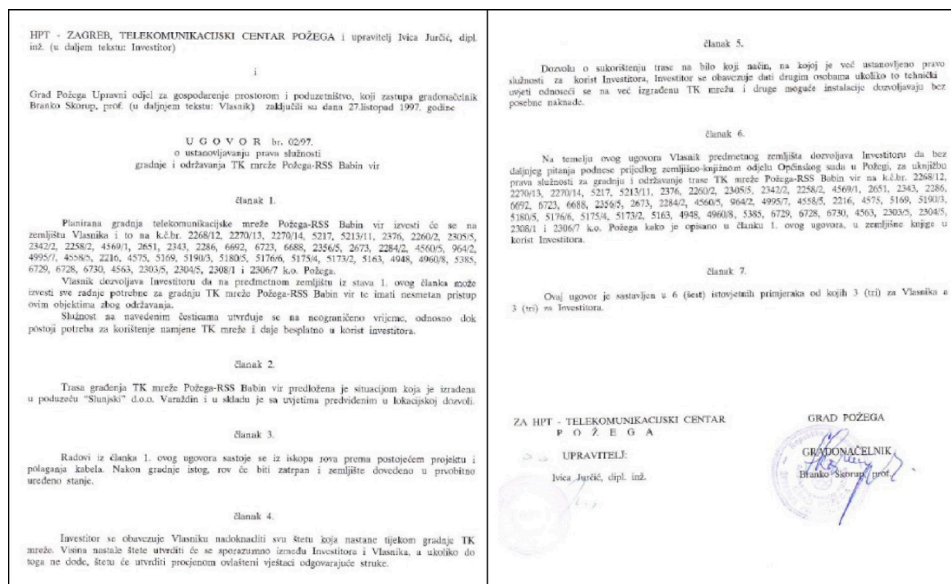 HPT - ZAGREB, TELEKOMUNIKACIJSKI CENTAR POŽEGA i upravitelj Ivica Jurčić, dipl.
inž. (u daljem tekstu: Investitor)
i
Grad Požega Upravni odjel za gospodarenje prostorom i poduzetništvo, koji zastupa gradonačelnik
Branko Skorup, prof. (u daljnjem tekstu: Vlasnik) zaključili su dana 27.listopad 1997. godine
U G O V O R br. 02/97.
o ustanovljavanju prava služnosti
gradnje i održavanja TK mreže Požega-RSS Babin vir
članak 1.
Planirana gradnja telekomunikacijske mreže Požega-RSS Babin vir izvesti će se na
zemljištu Vlasnika i to na k.č.br. 2268/12, 2270/13, 2270/14, 5217, 5213/11, 2376, 2260/2, 2305/5,
2342/2, 2258/2, 4569/1, 2651, 2343, 2286, 6692, 6723, 6688, 2356/5, 2673, 2284/2, 4560/5, 964/2,
4995/7, 4558/5, 2216, 4575, 5169, 5190/3, 5180/5, 5176/6, 5175/4, 5173/2, 5163, 4948, 4960/8, 5385,
6729, 6728, 6730, 4563, 2303/5, 2304/5, 2308/1 i 2306/7 k.o. Požega.
Vlasnik dozvoljava Investitoru da na predmetnom zemljištu iz stava 1. ovog članka može
izvesti sve radnje potrebne za gradnju TK mreže Požega-RSS Babin vir te imati nesmetan pristup
ovim objektima zbog održavanja.
Služnost na navedenim česticama utvrđuje se na neograničeno vrijeme, odnosno dok
postoji potreba za korištenje namjene TK mreže i daje besplatno u korist investitora.
članak 2.
Trasa građenja TK mreže Požega-RSS Babin vir predložena je situacijom koja je izrađena
u poduzeću "Slunjski" d.o.o. Varaždin i u skladu je sa uvjetima predviđenim u lokacijskoj dozvoli.
članak 3.
Radovi iz članka 1. ovog ugovora sastoje se iz iskopa rova prema postojećem projektu i
polaganja kabela. Nakon gradnje istog, rov će biti zatrpan i zemljište dovedeno u prvobitno
uređeno stanje.
članak 4.
Investitor se obavezuje Vlasniku nadoknaditi svu štetu koja nastane tijekom gradnje TK
mreže. Visina nastale štete utvrditi će se sporazumno između Investitora i Vlasnika, a ukoliko do
toga ne dođe, štetu će utvrditi procjenom ovlašteni vještaci odgovarajuće struke.
članak 5.
Dozvolu o sukorištenju trase na bilo koji način, na kojoj je već ustanovljeno pravo
služnosti za korist Investitora, Investitor se obavezuje dati drugim osobama ukoliko to tehnički
uvjeti odnoseći se na već izgrađenu TK mrežu i druge moguće instalacije dozvoljavaju bez
posebne naknade.
članak 6.
Na temelju ovog ugovora Vlasnik predmetnog zemljišta dozvoljava Investitoru da bez
daljnjeg pitanja podnese prijedlog zemljišno-knjižnom odjelu Općinskog suda u Požegi, za uknjižbu
prava služnosti za gradnju i održavanje trase TK mreže Požega-RSS Babin vir na k.č.br. 2268/12,
2270/13, 2270/14, 5217, 5213/11, 2376, 2260/2, 2305/5, 2342/2, 2258/2, 4569/1, 2651, 2343, 2286,
6692, 6723, 6688, 2356/5, 2673, 2284/2, 4560/5, 964/2, 4995/7, 4558/5, 2216, 4575, 5169, 5190/3,
5180/5, 5176/6, 5175/4, 5173/2, 5163, 4948, 4960/8, 5385, 6729, 6728, 6730, 4563, 2303/5, 2304/5,
2308/1 i 2306/7 k.o. Požega kako je opisano u članku 1. ovog ugovora, u zemljišne knjige u
korist Investitora.
članak 7.
Ovaj ugovor je sastavljen u 6 (šest) istovjetnih primjeraka od kojih 3 (tri) za Vlasnika a
3 (tri) za Investitora.
ZA HPT - TELEKOMUNIKACIJSKI CENTAR
P O Ž E G A
UPRAVITELJ:
Ivica Jurčić, dipl. inž.
GRAD POŽEGA
GRADONAČELNIK
Branko Skorup, prof.